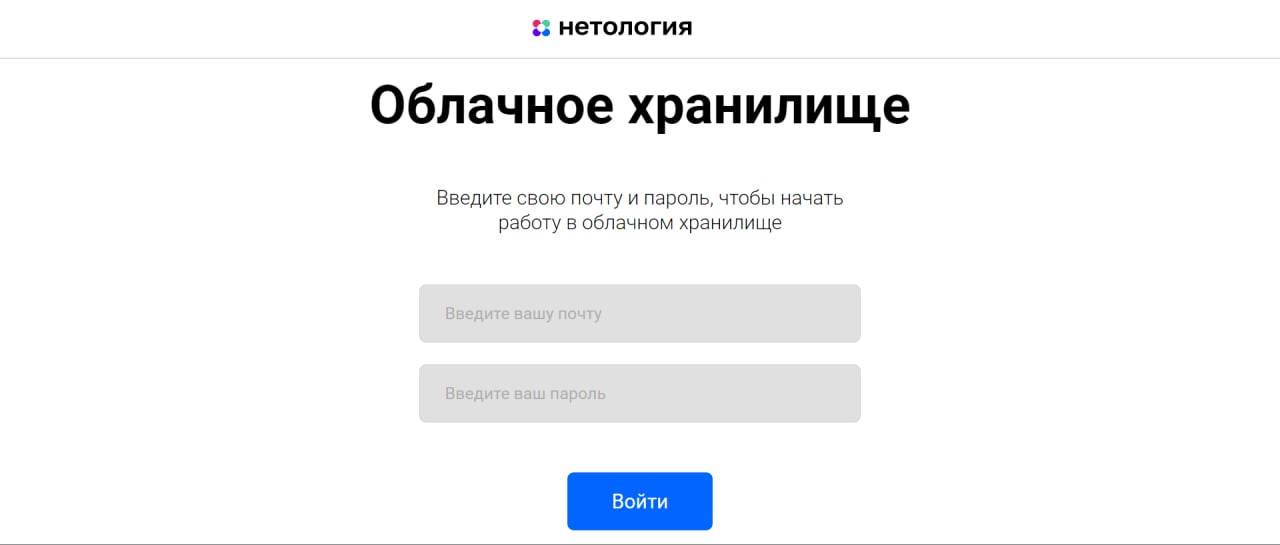 нетология
Облачное хранилище
Введите свою почту и пароль, чтобы начать
работу в облачном хранилище
Введите вашу почту
Введите ваш пароль
Войти